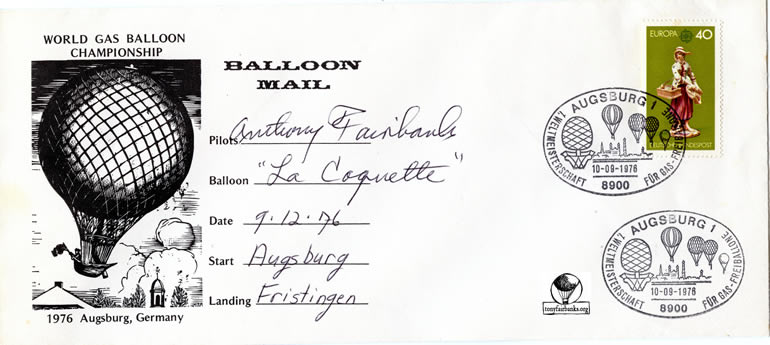 WORLD GAS BALLOON
CHAMPIONSHIP
1976 Augsburg, Germany
BALLOON
MAIL
Pilots Anthony Fairbanks
Balloon "La Coquette"
Date 9·12·76
Start Augsburg
Landing Fristingen
EUROPA 40
DEUTSCHE BUNDESPOST
AUGSBURG 1
1. WELTMEISTERSCHAFT FÜR GAS-FREIBALLONE
10-09-1976
8900
AUGSBURG 1
1. WELTMEISTERSCHAFT FÜR GAS-FREIBALLONE
10-09-1976
8900
tonyfairbanks.org